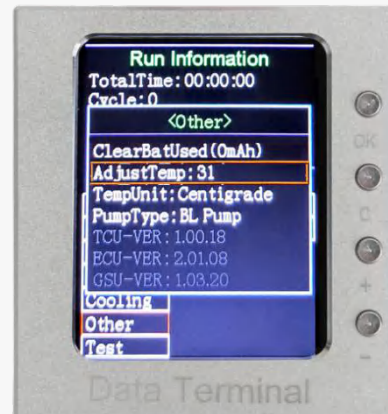 Run Information
TotalTime:00:00:00
Cycle:0
<Other>
ClearBatUsed(0mAh)
AdjustTemp:31
TempUnit:Centigrade
PumpType:BL Pump
TCU-VER:1.00.18
ECU-VER:2.01.08
GSU-VER:1.03.20
Cooling
Other
Test
OK
C
+
-
Data Terminal